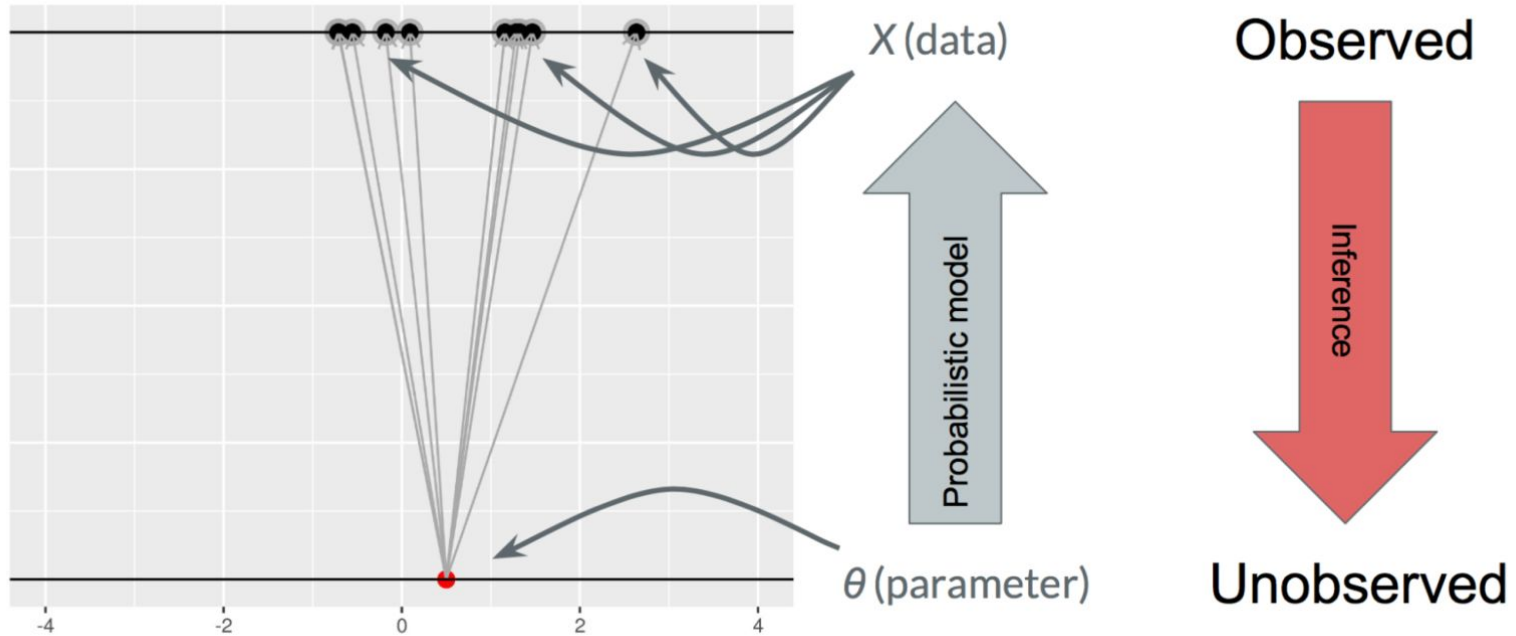 X (data)
Observed
Probabilistic model
Inference
θ (parameter)
Unobserved
-4
-2
0
2
4